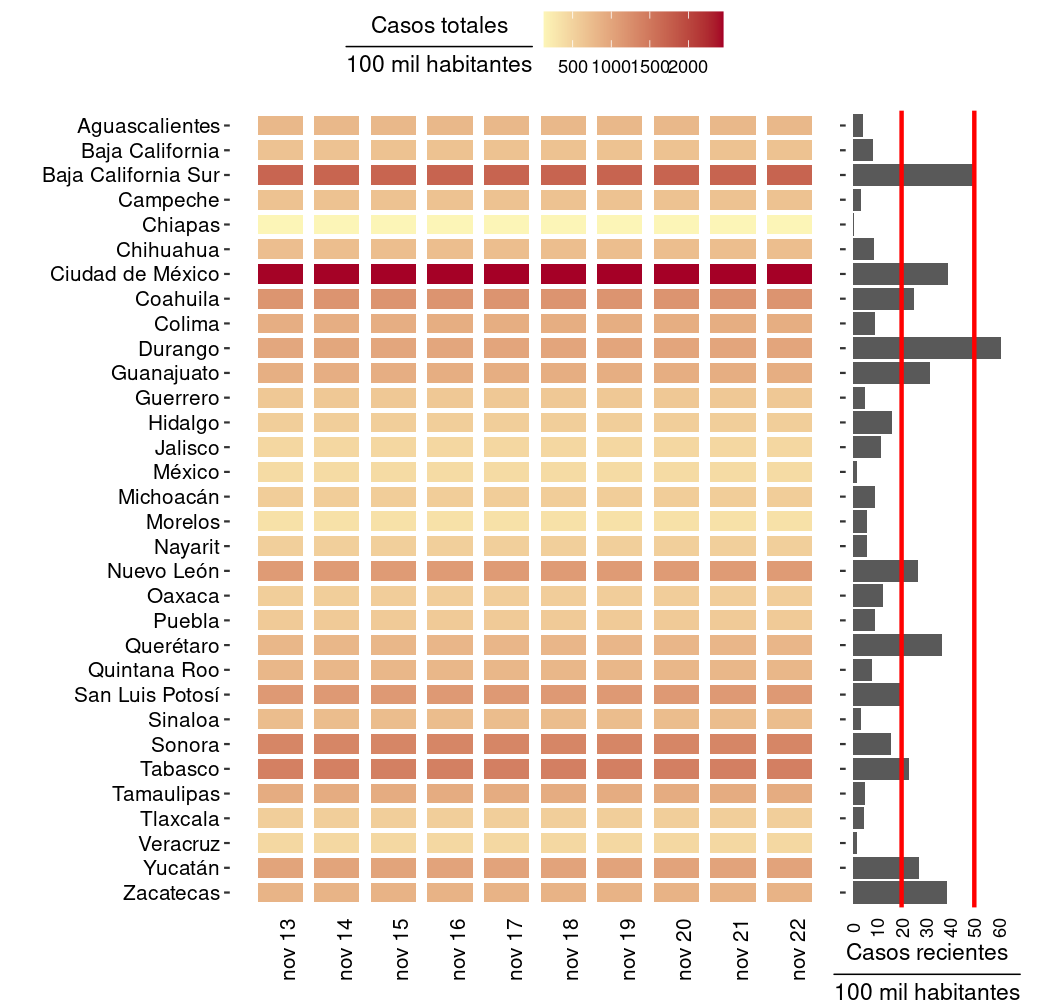 Casos totales
100 mil habitantes
500 1000 1500 2000
Aguascalientes
Baja California
Baja California Sur
Campeche
Chiapas
Chihuahua
Ciudad de México
Coahuila
Colima
Durango
Guanajuato
Guerrero
Hidalgo
Jalisco
México
Michoacán
Morelos
Nayarit
Nuevo León
Oaxaca
Puebla
Querétaro
Quintana Roo
San Luis Potosí
Sinaloa
Sonora
Tabasco
Tamaulipas
Tlaxcala
Veracruz
Yucatán
Zacatecas
nov 13
nov 14
nov 15
nov 16
nov 17
nov 18
nov 19
nov 20
nov 21
nov 22
0 10 20 30 40 50 60
Casos recientes
100 mil habitantes